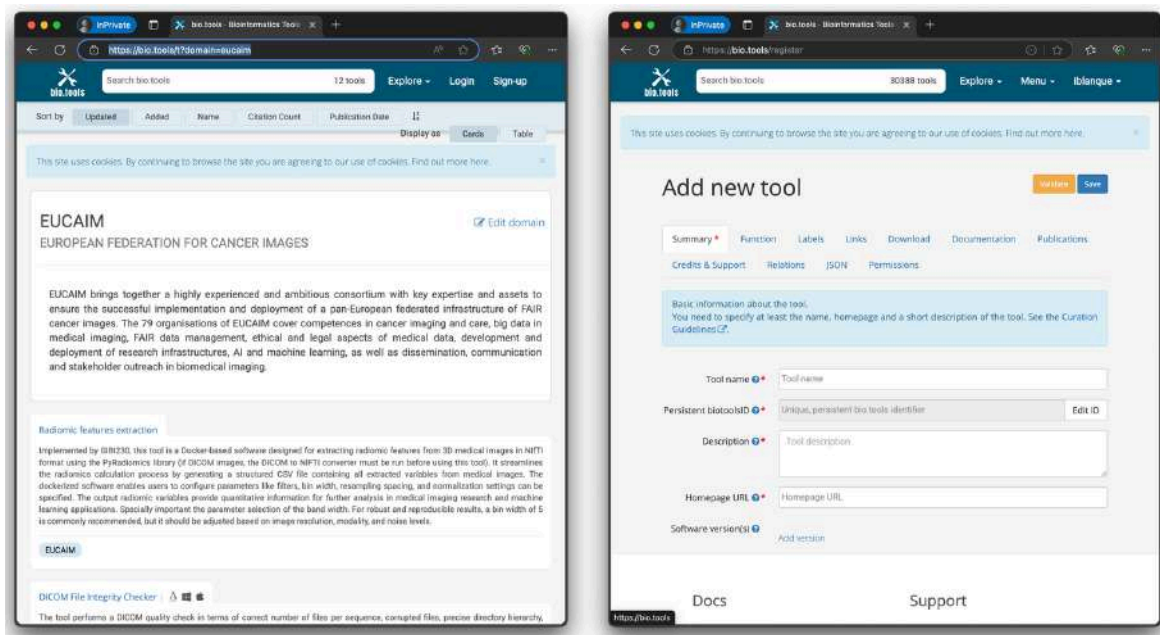 InPrivate
bio.tools · Bioinformatics Tools
https://bio.tools/t?domain=eucaim
bio.tools
Search bio.tools
12 tools
Explore
Login
Sign-up
Sort by
Updated
Added
Name
Citation Count
Publication Date
Display as
Cards
Table
This site uses cookies. By continuing to browse the site you are agreeing to our use of cookies. Find out more here.
EUCAIM
Edit domain
EUROPEAN FEDERATION FOR CANCER IMAGES
EUCAIM brings together a highly experienced and ambitious consortium with key expertise and assets to
ensure the successful implementation and deployment of a pan-European federated infrastructure of FAIR
cancer images. The 79 organisations of EUCAIM cover competences in cancer imaging and care, big data in
medical imaging, FAIR data management, ethical and legal aspects of medical data, development and
deployment of research infrastructures, AI and machine learning, as well as dissemination, communication
and stakeholder outreach in biomedical imaging.
Radiomic features extraction
Implemented by GIBI230, this tool is a Docker-based software designed for extracting radiomic features from 3D medical images in NIfTI
format using the PyRadiomics library (if DICOM images, the DICOM to NIFTI converter must be run before using this tool). It streamlines
the radiomics calculation process by generating a structured CSV file containing all extracted variables from medical images. The
dockerized software enables users to configure parameters like filters, bin width, resampling spacing, and normalization settings can be
specified. The output radiomic variables provide quantitative information for further analysis in medical imaging research and machine
learning applications. Specially important the parameter selection of the band width. For robust and reproducible results, a bin width of 5
is commonly recommended, but it should be adjusted based on image resolution, modality, and noise levels.
EUCAIM
DICOM File Integrity Checker
The tool performs a DICOM quality check in terms of correct number of files per sequence, corrupted files, precise directory hierarchy,
InPrivate
bio.tools · Bioinformatics Tools
https://bio.tools/register
bio.tools
Search bio.tools
30388 tools
Explore
Menu
iblanque
This site uses cookies. By continuing to browse the site you are agreeing to our use of cookies. Find out more here.
Add new tool
Validate
Save
Summary *
Function
Labels
Links
Download
Documentation
Publications
Credits & Support
Relations
JSON
Permissions
Basic information about the tool.
You need to specify at least the name, homepage and a short description of the tool. See the Curation
Guidelines.
Tool name *
Tool name
Persistent biotoolsID *
Unique, persistent bio.tools identifier
Edit ID
Description *
Tool description
Homepage URL *
Homepage URL
Software version(s)
Add version
Docs
Support
https://bio.tools